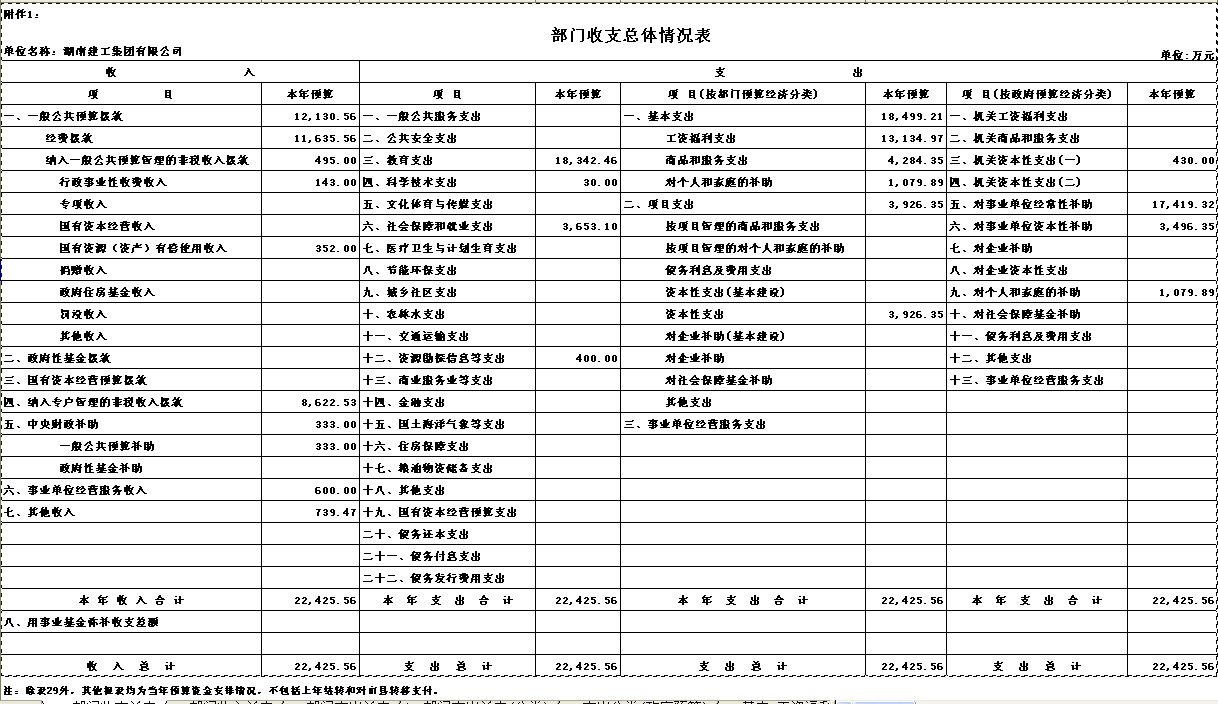 附件1：
部门收支总体情况表
单位名称：湖南建工集团有限公司
单位:万元
收 入 支 出
项 目 本年预算 项 目 本年预算 项 目(按部门预算经济分类) 本年预算 项 目(按政府预算经济分类) 本年预算
一、一般公共预算拨款 12,130.56 一、一般公共服务支出 一、基本支出 18,499.21 一、机关工资福利支出
经费拨款 11,635.56 二、公共安全支出 工资福利支出 13,134.97 二、机关商品和服务支出
纳入一般公共预算管理的非税收入拨款 495.00 三、教育支出 18,342.46 商品和服务支出 4,284.35 三、机关资本性支出(一) 430.00
行政事业性收费收入 143.00 四、科学技术支出 30.00 对个人和家庭的补助 1,079.89 四、机关资本性支出(二)
专项收入 五、文化体育与传媒支出 二、项目支出 3,926.35 五、对事业单位经常性补助 17,419.32
国有资本经营收入 六、社会保障和就业支出 3,653.10 按项目管理的商品和服务支出 六、对事业单位资本性补助 3,496.35
国有资源（资产）有偿使用收入 352.00 七、医疗卫生与计划生育支出 按项目管理的对个人和家庭的补助 七、对企业补助
捐赠收入 八、节能环保支出 债务利息及费用支出 八、对企业资本性支出
政府住房基金收入 九、城乡社区支出 资本性支出(基本建设) 九、对个人和家庭的补助 1,079.89
罚没收入 十、农林水支出 资本性支出 3,926.35 十、对社会保障基金补助
其他收入 十一、交通运输支出 对企业补助(基本建设) 十一、债务利息及费用支出
二、政府性基金拨款 十二、资源勘探信息等支出 400.00 对企业补助 十二、其他支出
三、国有资本经营预算拨款 十三、商业服务业等支出 对社会保障基金补助 十三、事业单位经营服务支出
四、纳入专户管理的非税收入拨款 8,622.53 十四、金融支出 其他支出
五、中央财政补助 333.00 十五、国土海洋气象等支出 三、事业单位经营服务支出
一般公共预算补助 333.00 十六、住房保障支出
政府性基金补助 十七、粮油物资储备支出
六、事业单位经营服务收入 600.00 十八、其他支出
七、其他收入 739.47 十九、国有资本经营预算支出
二十、债务还本支出
二十一、债务付息支出
二十二、债务发行费用支出
本 年 收 入 合 计 22,425.56 本 年 支 出 合 计 22,425.56 本 年 支 出 合 计 22,425.56 本 年 支 出 合 计 22,425.56
八、用事业基金弥补收支差额
收 入 总 计 22,425.56 支 出 总 计 22,425.56 支 出 总 计 22,425.56 支 出 总 计 22,425.56
注：除表29外，其他报表均为当年预算资金安排情况，不包括上年结转和对市县转移支付。